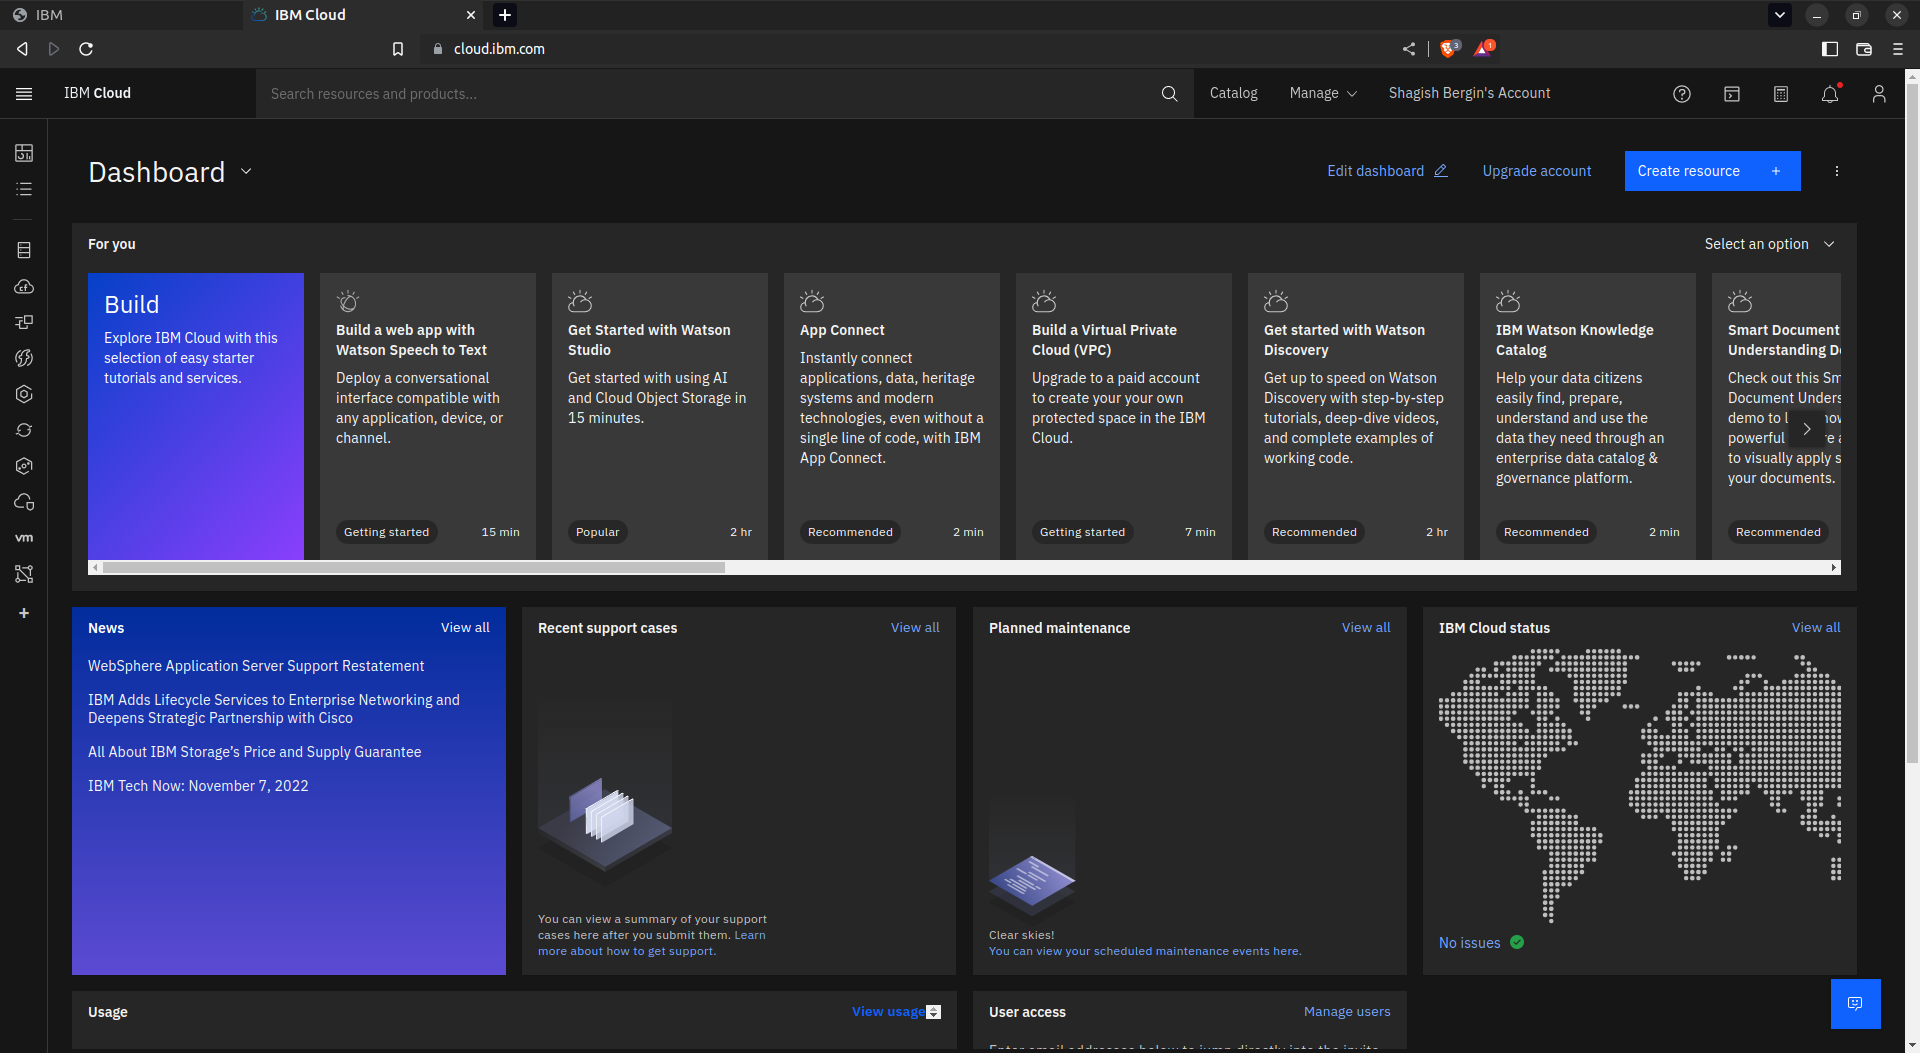 IBM
IBM Cloud
cloud.ibm.com
3
1
IBM Cloud
Search resources and products...
Catalog
Manage
Shagish Bergin's Account
Dashboard
Edit dashboard
Upgrade account
Create resource +
For you
Select an option
Build
Explore IBM Cloud with this
selection of easy starter
tutorials and services.
Build a web app with
Watson Speech to Text
Deploy a conversational
interface compatible with
any application, device, or
channel.
Getting started
15 min
Get Started with Watson
Studio
Get started with using AI
and Cloud Object Storage in
15 minutes.
Popular
2 hr
App Connect
Instantly connect
applications, data, heritage
systems and modern
technologies, even without a
single line of code, with IBM
App Connect.
Recommended
2 min
Build a Virtual Private
Cloud (VPC)
Upgrade to a paid account
to create your your own
protected space in the IBM
Cloud.
Getting started
7 min
Get started with Watson
Discovery
Get up to speed on Watson
Discovery with step-by-step
tutorials, deep-dive videos,
and complete examples of
working code.
Recommended
2 hr
IBM Watson Knowledge
Catalog
Help your data citizens
easily find, prepare,
understand and use the
data they need through an
enterprise data catalog &
governance platform.
Recommended
2 min
Smart Document
Understanding
Check out this
Document
demo to
powerful
to visually apply
your documents.
Recommended
cf
vm
News
View all
WebSphere Application Server Support Restatement
IBM Adds Lifecycle Services to Enterprise Networking and
Deepens Strategic Partnership with Cisco
All About IBM Storage’s Price and Supply Guarantee
IBM Tech Now: November 7, 2022
Recent support cases
View all
You can view a summary of your support
cases here after you submit them. Learn
more about how to get support.
Planned maintenance
View all
Clear skies!
You can view your scheduled maintenance events here.
IBM Cloud status
View all
No issues
Usage
View usage
User access
Manage users